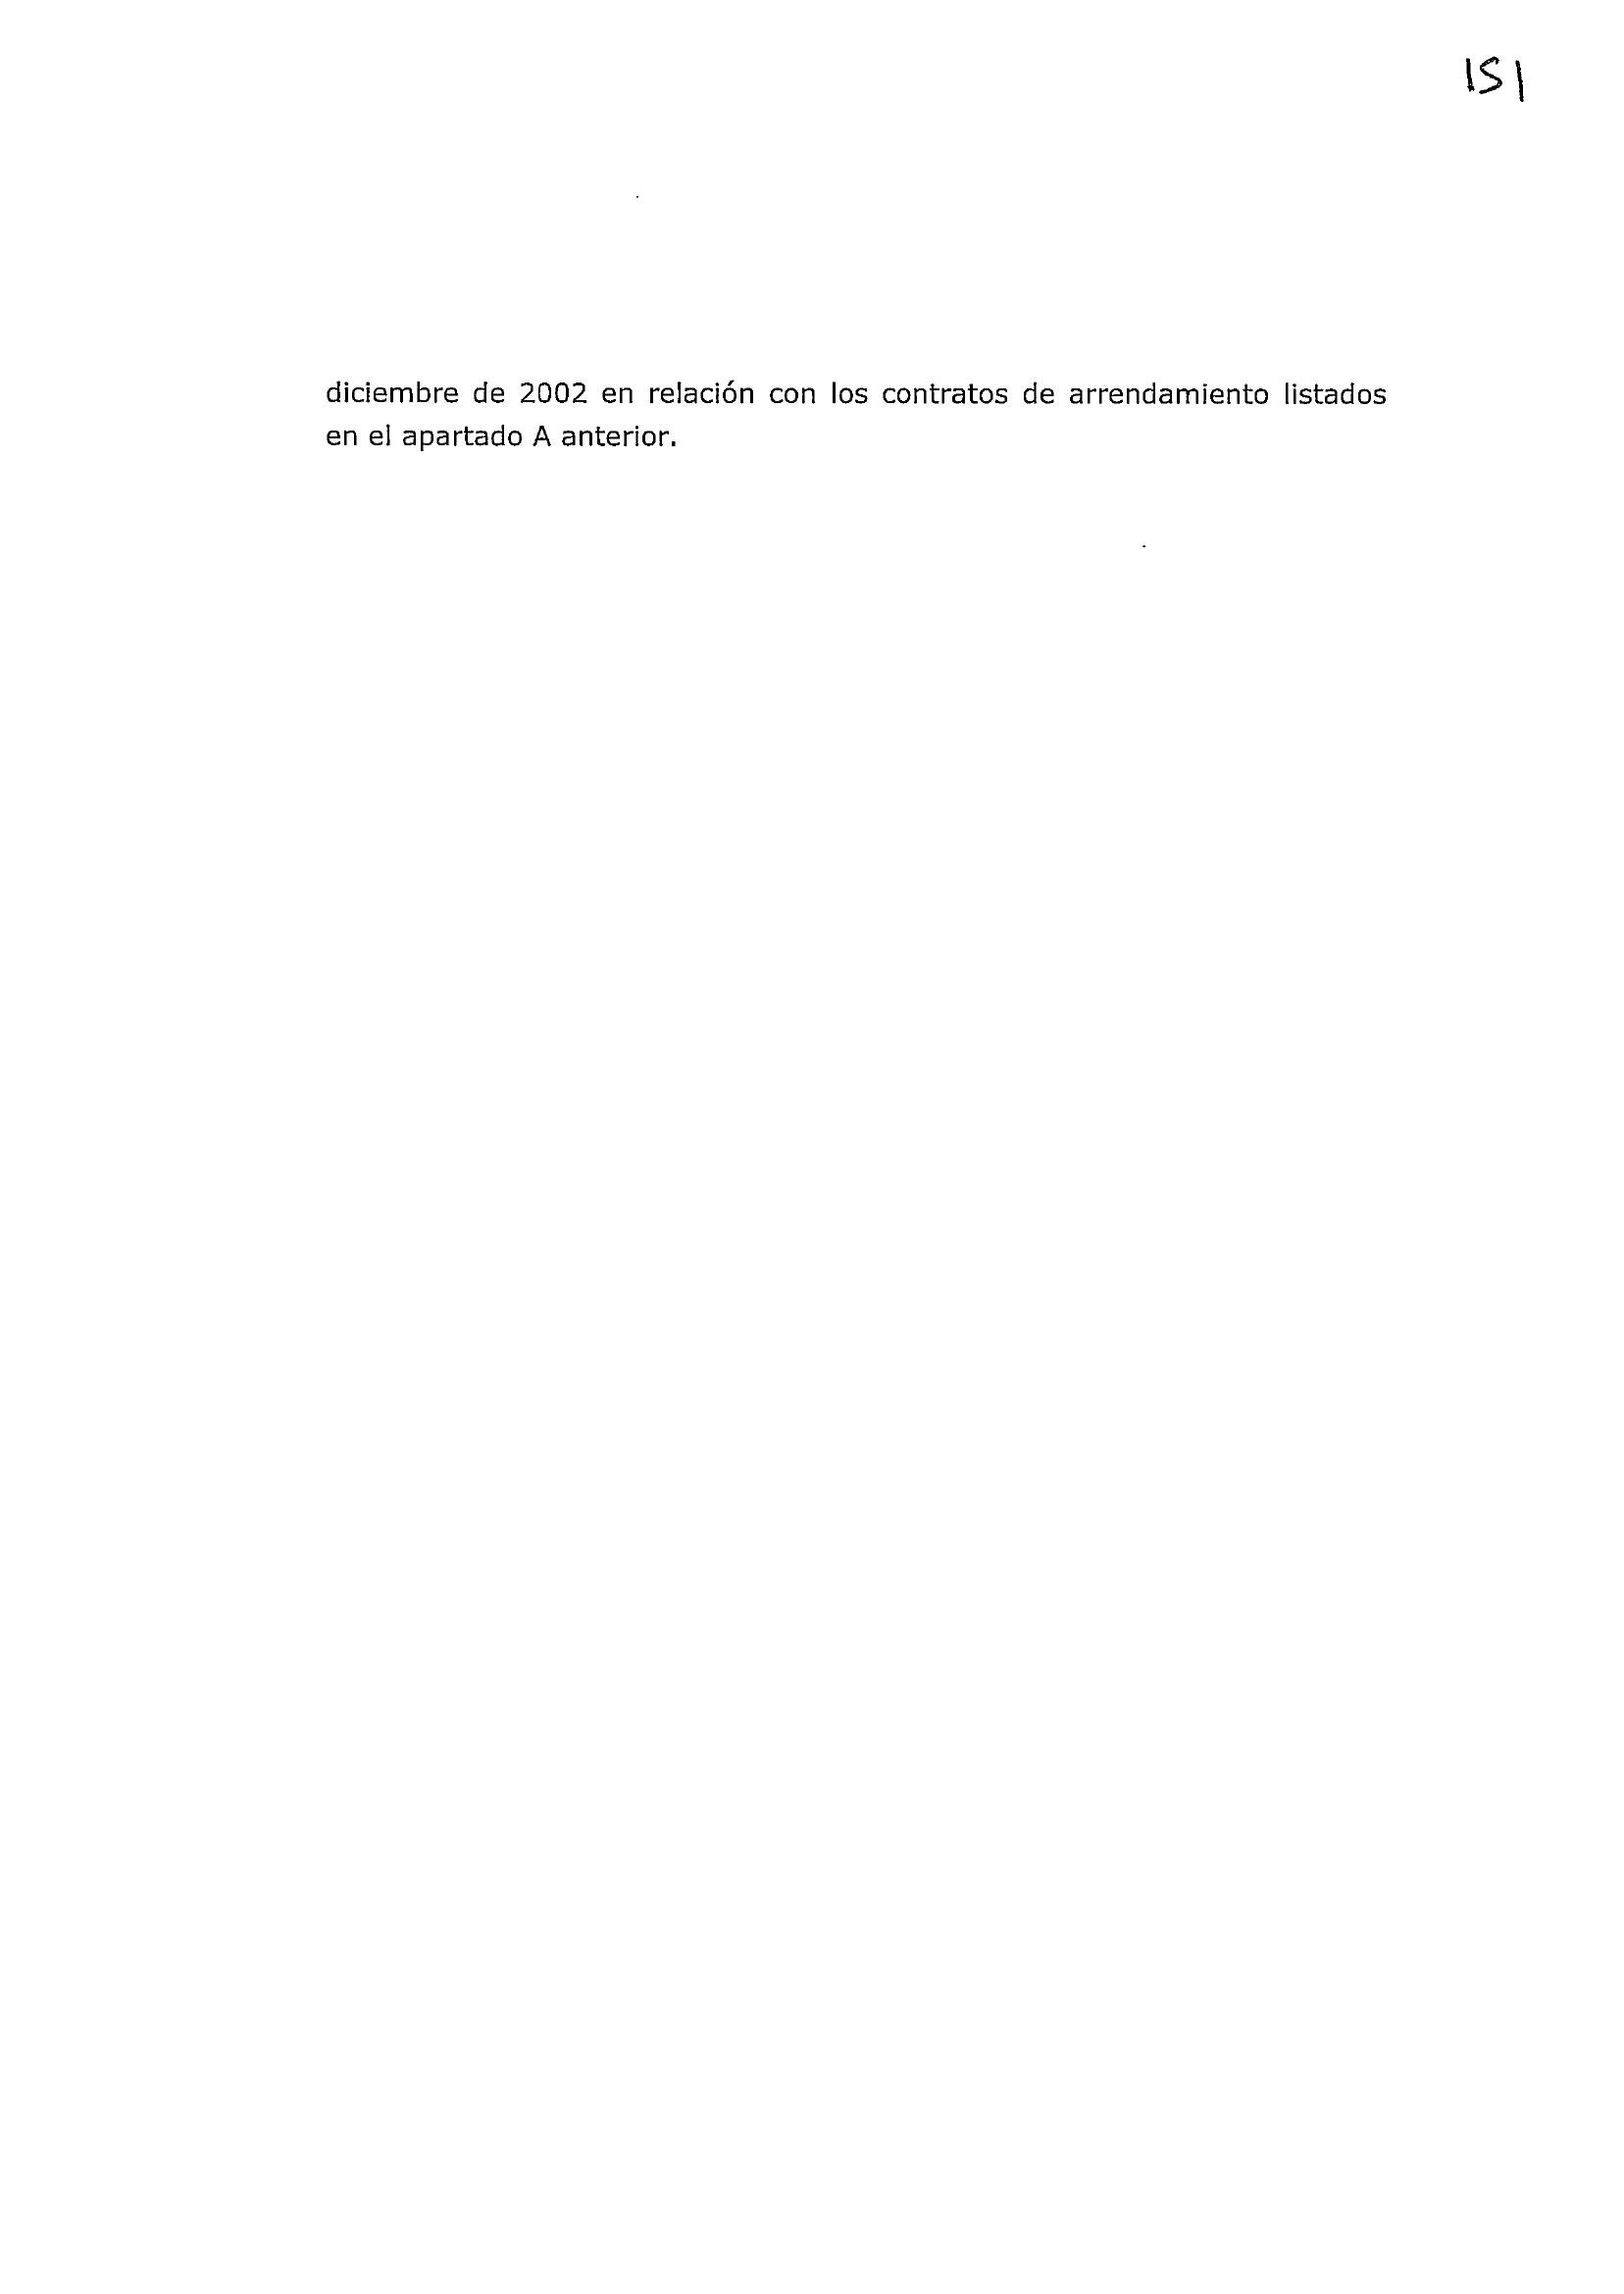 151
diciembre de 2002 en relación con los contratos de arrendamiento listados
en el apartado A anterior.